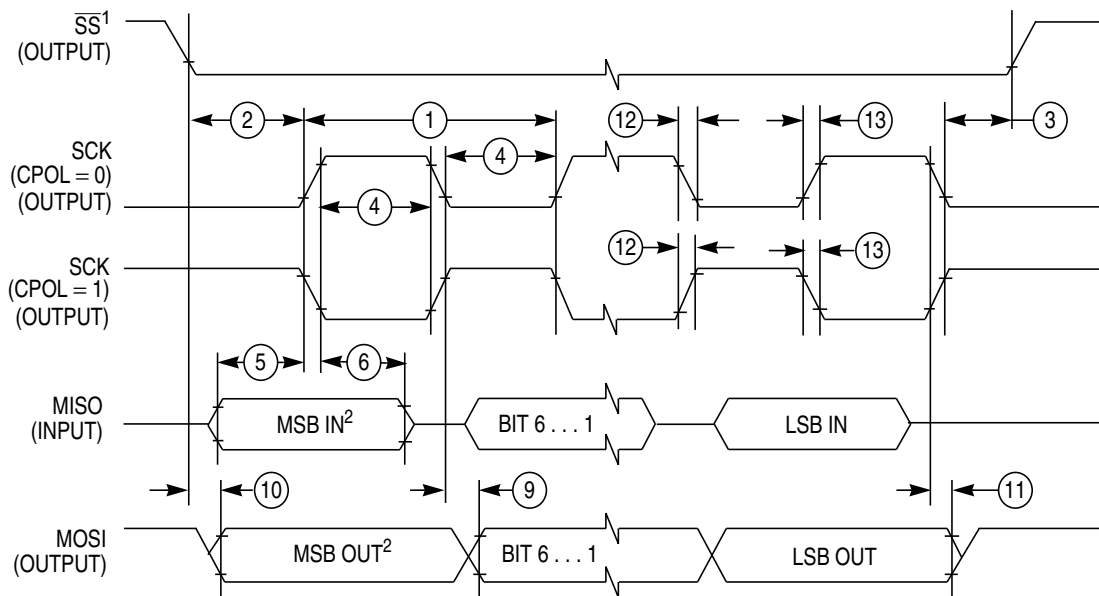 S̅S̅¹
(OUTPUT)
2
1
12
13
3
SCK
(CPOL = 0)
(OUTPUT)
4
4
12
13
SCK
(CPOL = 1)
(OUTPUT)
5
6
MISO
(INPUT)
MSB IN²
BIT 6 . . . 1
LSB IN
10
9
11
MOSI
(OUTPUT)
MSB OUT²
BIT 6 . . . 1
LSB OUT